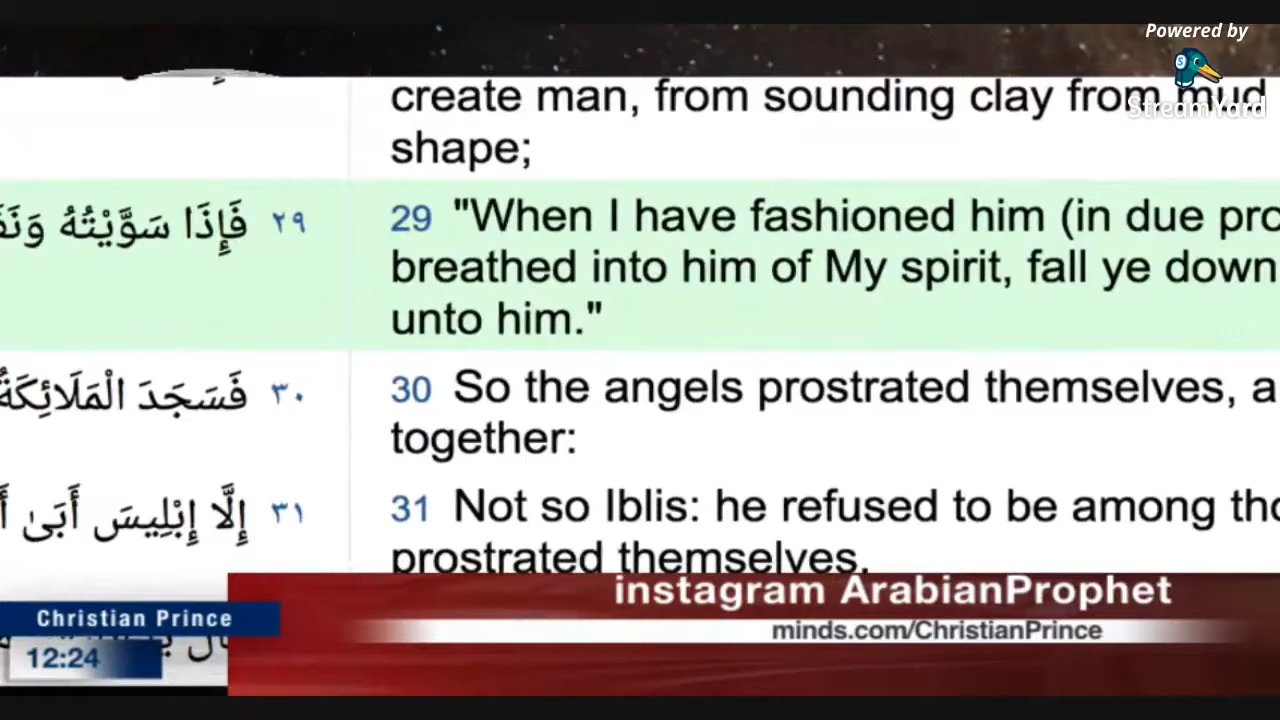 Powered by
StreamYard
create man, from sounding clay from mud
shape;
فَإِذَا سَوَّيْتُهُ ٢٩
29 "When I have fashioned him (in due
breathed into him of My spirit, fall ye down
unto him."
فَسَجَدَ الْمَلَائِكَةُ ٣٠
30 So the angels prostrated themselves,
together:
إِلَّا إِبْلِيسَ أَبَىٰ ٣١
31 Not so Iblis: he refused to be among
prostrated themselves.
instagram ArabianProphet
Christian Prince
minds.com/ChristianPrince
12:24